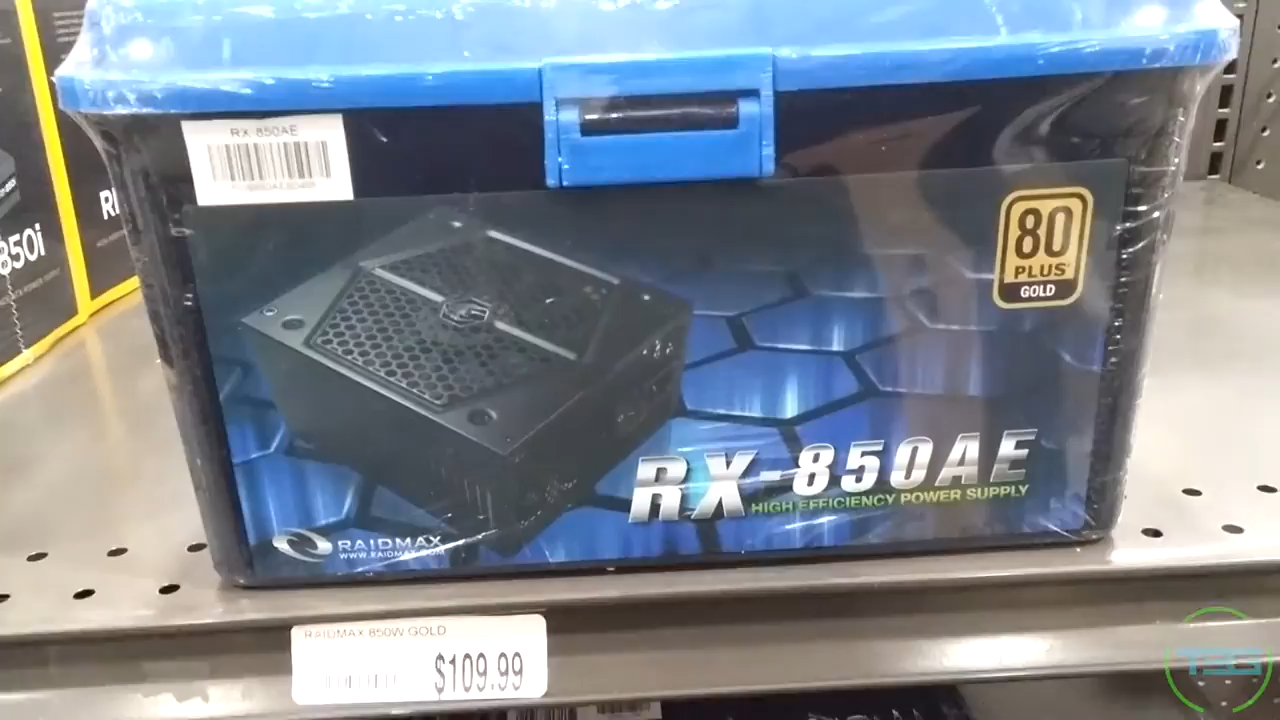 RX-850AE
850i
80
PLUS
GOLD
RX-850AE
HIGH EFFICIENCY POWER SUPPLY
RAIDMAX
WWW.RAIDMAX.COM
RAIDMAX 850W GOLD
$109.99